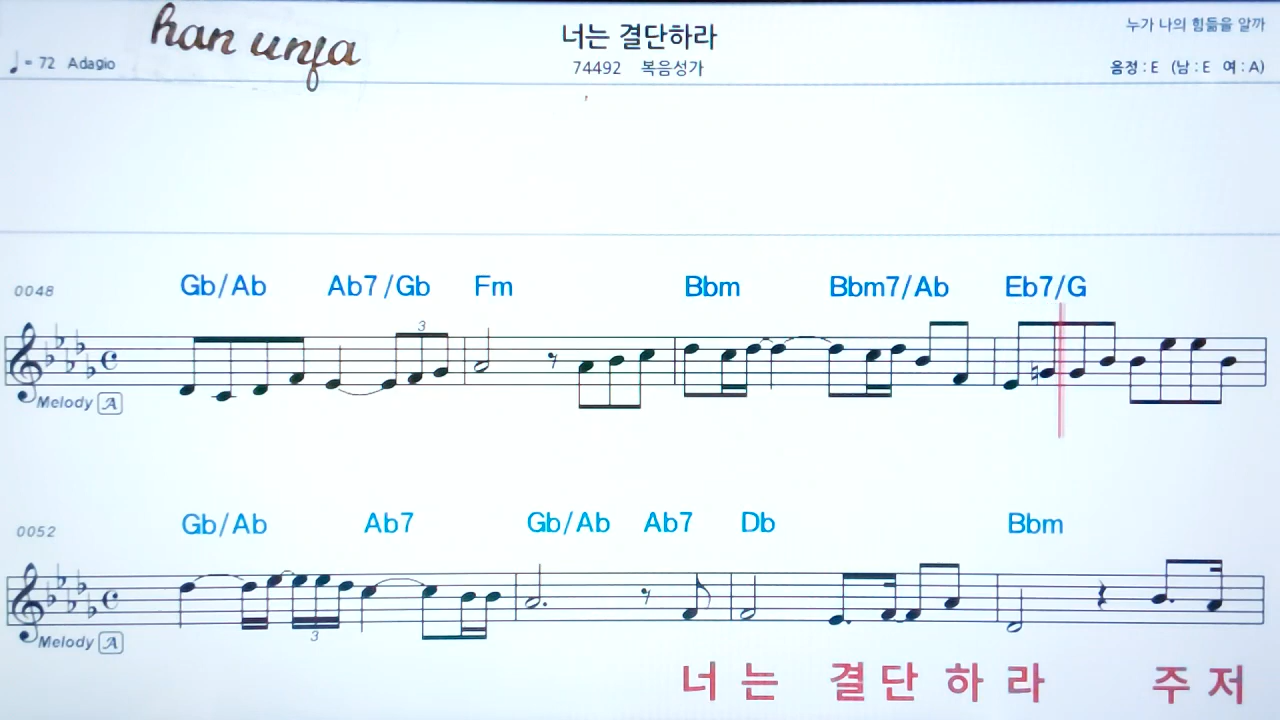 han unfa
너는 결단하라
누가 나의 힘듦을 알까
♩= 72 Adagio
74492 복음성가
음정 : E (남 : E 여 : A)
0048
Gb/Ab Ab7/Gb Fm Bbm Bbm7/Ab Eb7/G
3
Melody A
0052
Gb/Ab Ab7 Gb/Ab Ab7 Db Bbm
3
Melody A
너 는 결 단 하 라 주 저